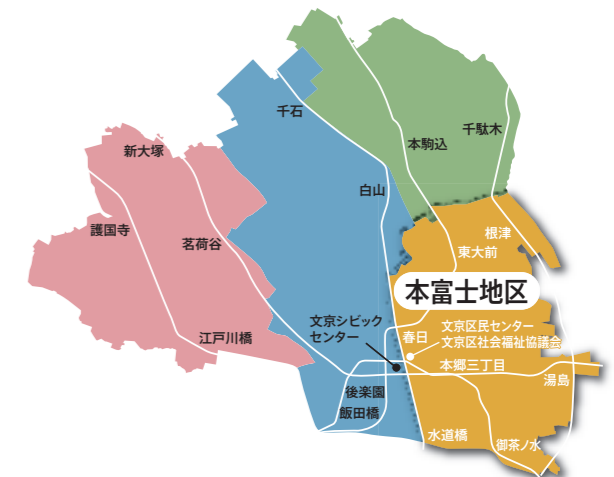 千石
千駄木
本駒込
新大塚
白山
護国寺
茗荷谷
根津
東大前
本富士地区
文京シビック
センター
春日
文京区民センター
文京区社会福祉協議会
江戸川橋
本郷三丁目
湯島
後楽園
飯田橋
水道橋
御茶ノ水